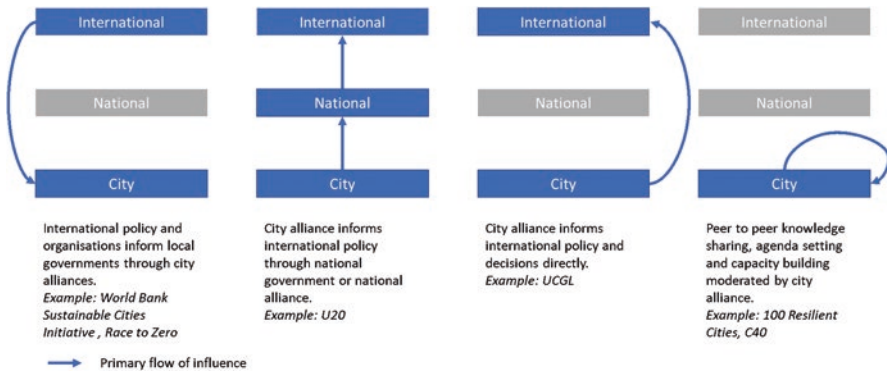 International
National
City
International policy and
organisations inform local
governments through city
alliances.
Example: World Bank
Sustainable Cities
Initiative , Race to Zero
International
National
City
City alliance informs
international policy
through national
government or national
alliance.
Example: U20
International
National
City
City alliance informs
international policy and
decisions directly.
Example: UCGL
International
National
City
Peer to peer knowledge
sharing, agenda setting
and capacity building
moderated by city
alliance.
Example: 100 Resilient
Cities, C40
Primary flow of influence